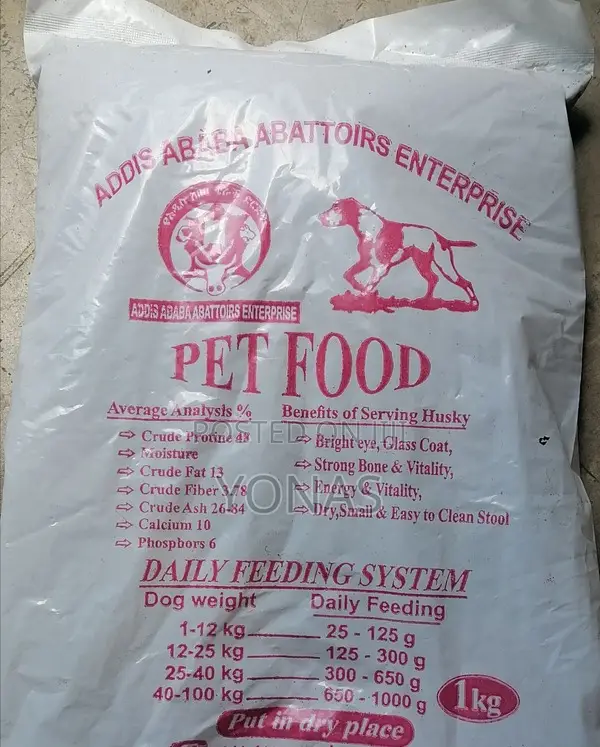 ADDIS ABABA ABATTOIRS ENTERPRISE
ADDIS ABABA ABATTOIRS ENTERPRISE
PET FOOD
Average Analysis %
⇨ Crude Protine 48
⇨ Moisture
⇨ Crude Fat 13
⇨ Crude Fiber 3.78
⇨ Crude Ash 26-84
⇨ Calcium 10
⇨ Phospbors 6
Benefits of Serving Husky
⇨ Bright eye, Glass Coat,
⇨ Strong Bone & Vitality,
⇨ Energy & Vitality,
⇨ Dry,Small & Easy to Clean Stool
POSTED ON JIJI
YONAS
DAILY FEEDING SYSTEM
Dog weight Daily Feeding
1-12 kg 25 - 125 g
12-25 kg 125 - 300 g
25-40 kg 300 - 650 g
40-100 kg 650 - 1000 g
1kg
Put in dry place